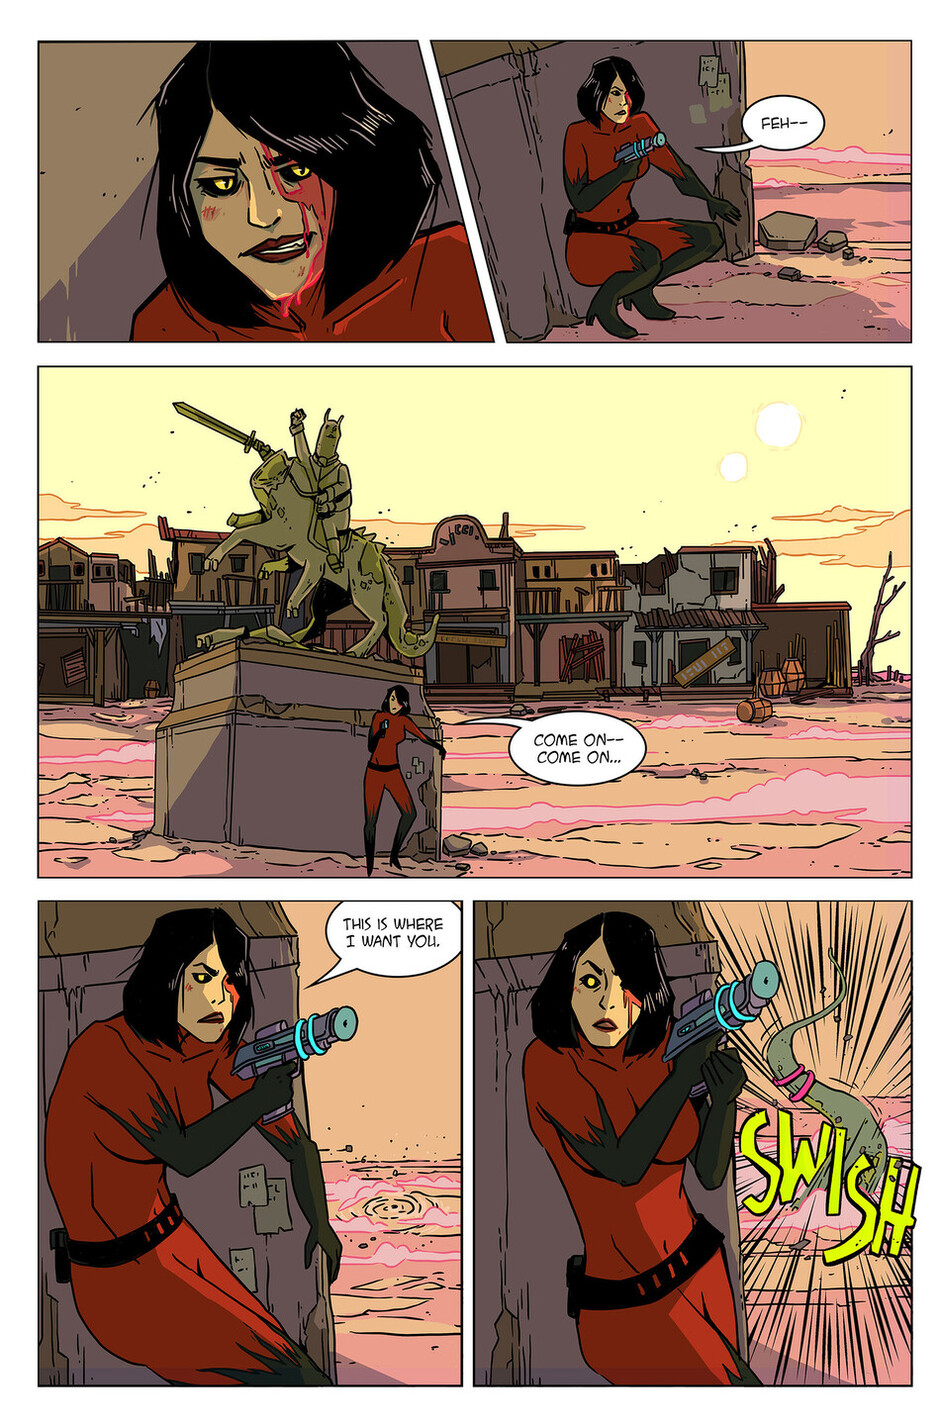 FEH--
COME ON--
COME ON...
THIS IS WHERE
I WANT YOU.
SWISH